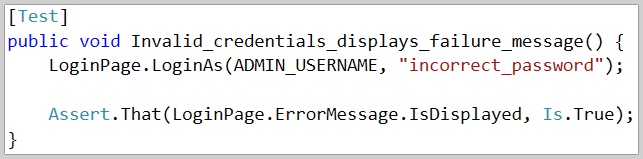 [Test]
public void Invalid_credentials_displays_failure_message() {
    LoginPage.LoginAs(ADMIN_USERNAME, "incorrect_password");
    Assert.That(LoginPage.ErrorMessage.IsDisplayed, Is.True);
}